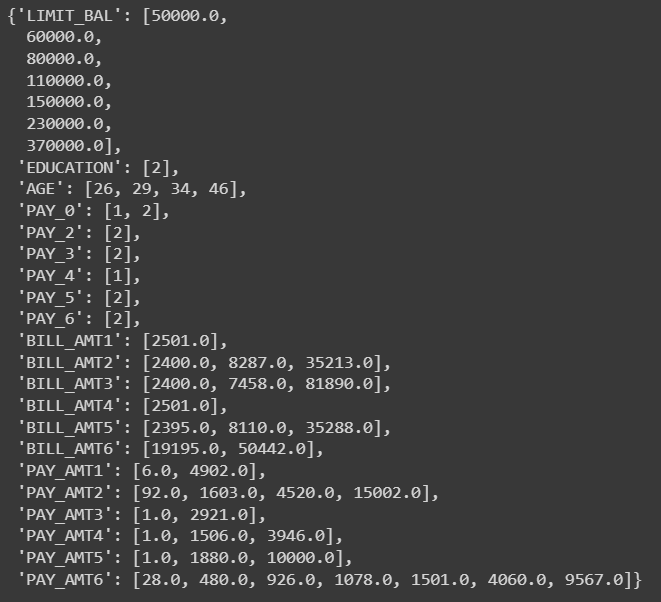 {'LIMIT_BAL': [50000.0,
60000.0,
80000.0,
110000.0,
150000.0,
230000.0,
370000.0],
'EDUCATION': [2],
'AGE': [26, 29, 34, 46],
'PAY_0': [1, 2],
'PAY_2': [2],
'PAY_3': [2],
'PAY_4': [1],
'PAY_5': [2],
'PAY_6': [2],
'BILL_AMT1': [2501.0],
'BILL_AMT2': [2400.0, 8287.0, 35213.0],
'BILL_AMT3': [2400.0, 7458.0, 81890.0],
'BILL_AMT4': [2501.0],
'BILL_AMT5': [2395.0, 8110.0, 35288.0],
'BILL_AMT6': [19195.0, 50442.0],
'PAY_AMT1': [6.0, 4902.0],
'PAY_AMT2': [92.0, 1603.0, 4520.0, 15002.0],
'PAY_AMT3': [1.0, 2921.0],
'PAY_AMT4': [1.0, 1506.0, 3946.0],
'PAY_AMT5': [1.0, 1880.0, 10000.0],
'PAY_AMT6': [28.0, 480.0, 926.0, 1078.0, 1501.0, 4060.0, 9567.0]}